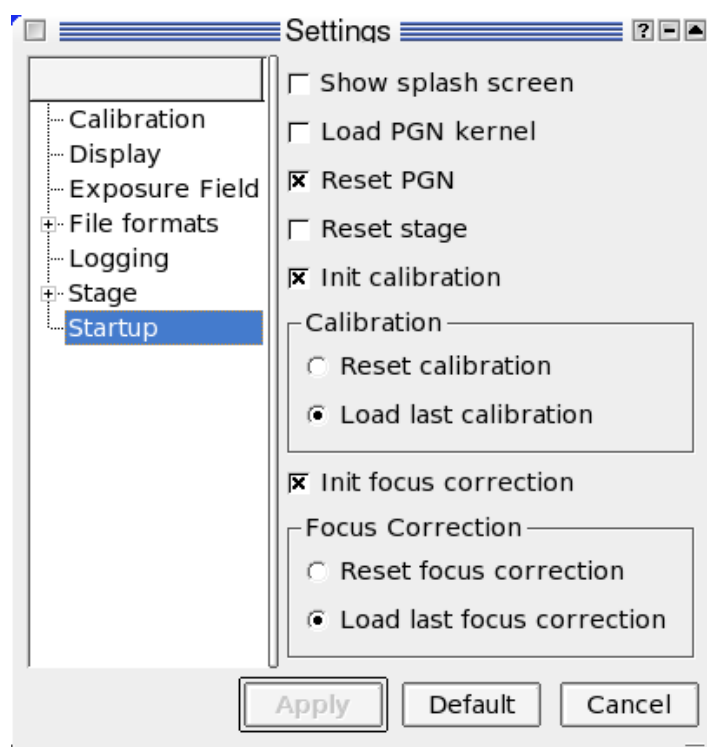 Settings
?
Calibration
Display
Exposure Field
File formats
Logging
Stage
Startup
Show splash screen
Load PGN kernel
Reset PGN
Reset stage
Init calibration
Calibration
Reset calibration
Load last calibration
Init focus correction
Focus Correction
Reset focus correction
Load last focus correction
Apply
Default
Cancel